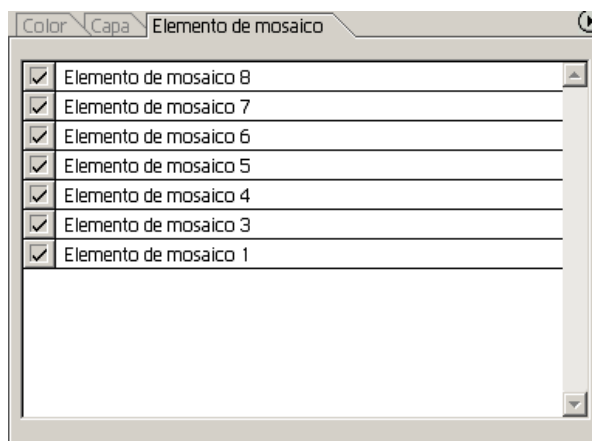 Color Capa Elemento de mosaico
Elemento de mosaico 8
Elemento de mosaico 7
Elemento de mosaico 6
Elemento de mosaico 5
Elemento de mosaico 4
Elemento de mosaico 3
Elemento de mosaico 1